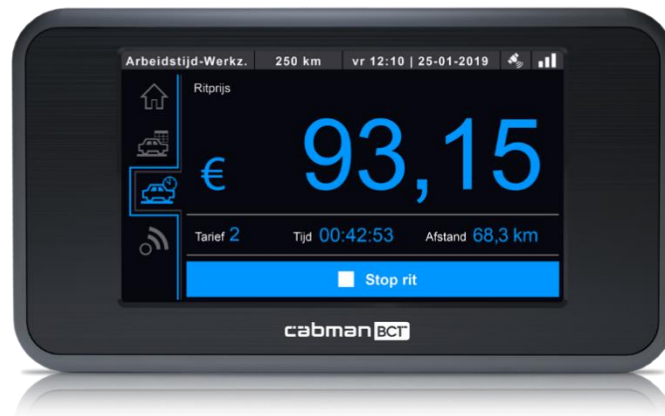 Arbeidstijd-Werkz. 250 km vr 12:10 | 25-01-2019
Ritprijs
€ 93,15
Tarief 2 Tijd 00:42:53 Afstand 68,3 km
Stop rit
cabman BCT™